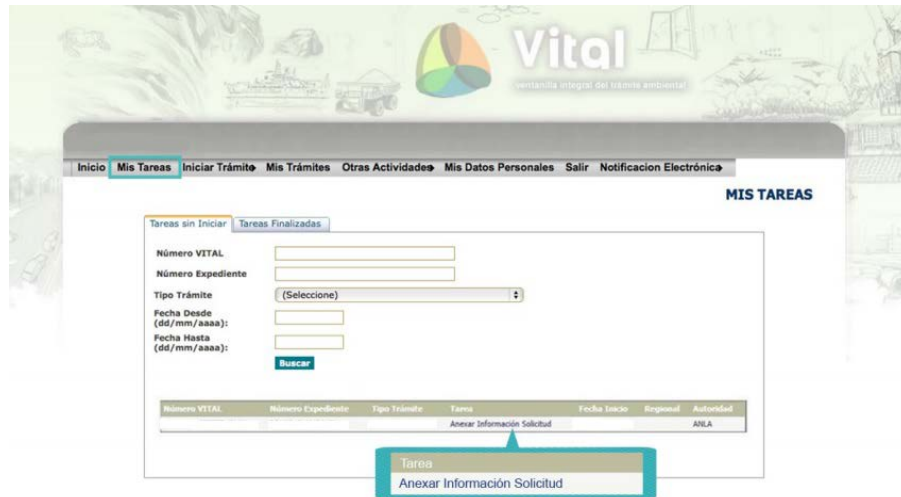 Vital
ventanilla integral del trámite ambiental
Inicio Mis Tareas Iniciar Trámite Mis Trámites Otras Actividades Mis Datos Personales Salir Notificacion Electrónica
MIS TAREAS
Tareas sin Iniciar Tareas Finalizadas
Número VITAL
Número Expediente
Tipo Trámite (Seleccione)
Fecha Desde
(dd/mm/aaaa):
Fecha Hasta
(dd/mm/aaaa):
Buscar
Número VITAL Número Expediente Tipo Trámite Tarea Fecha Inicio Regional Autoridad
Anexar Información Solicitud ANLA
Tarea
Anexar Información Solicitud